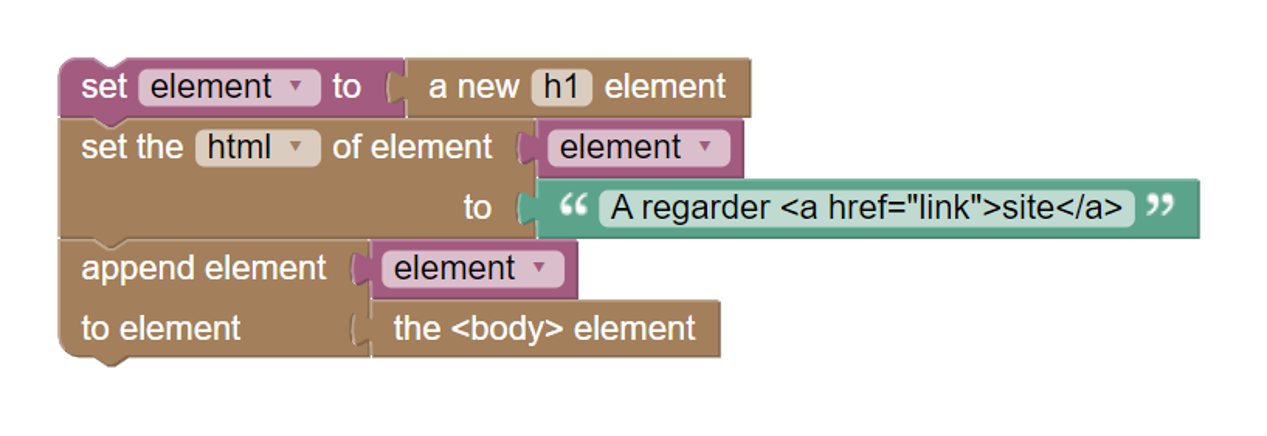 set element to a new h1 element
set the html of element element
to “ A regarder <a href="link">site</a> ”
append element element
to element the <body> element